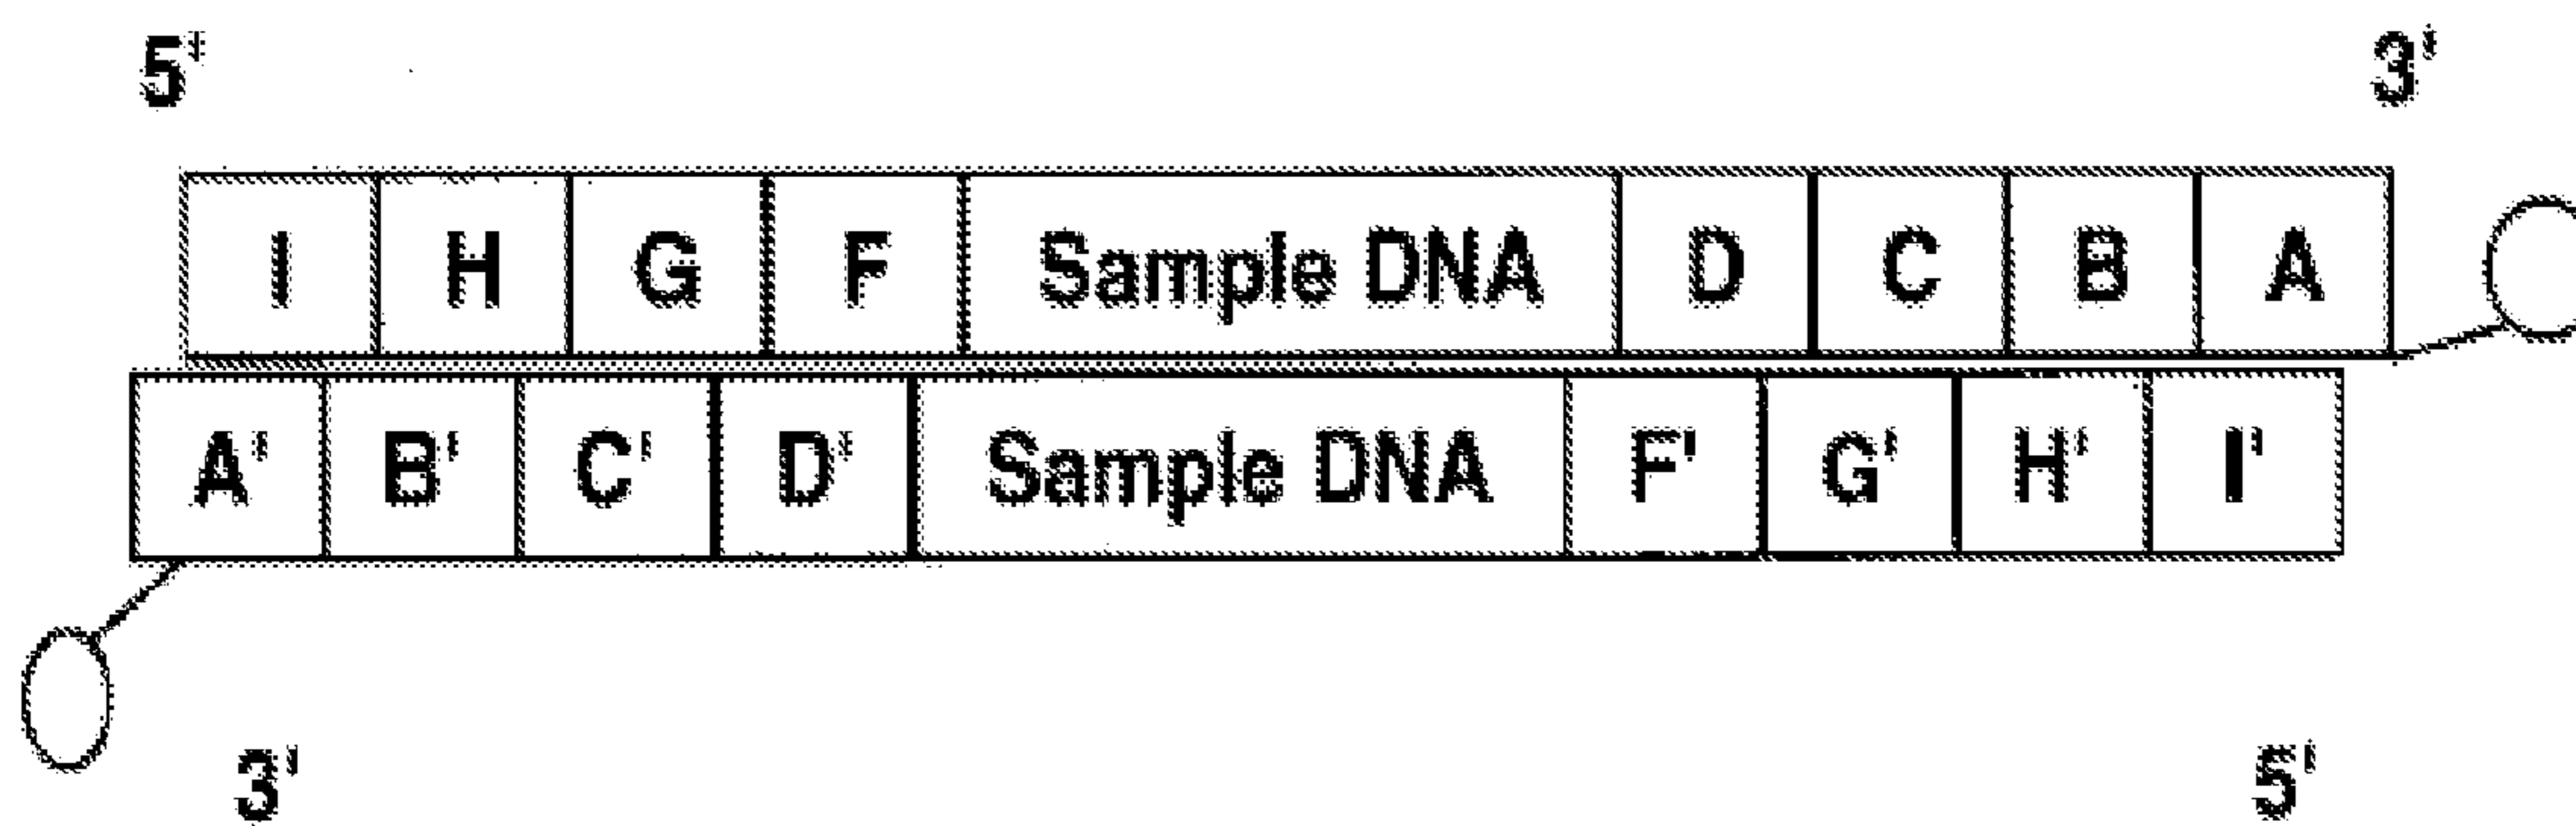 5' 3'
I H G F Sample DNA D C B A
A' B' C' D' Sample DNA F' G' H' I'
3' 5'